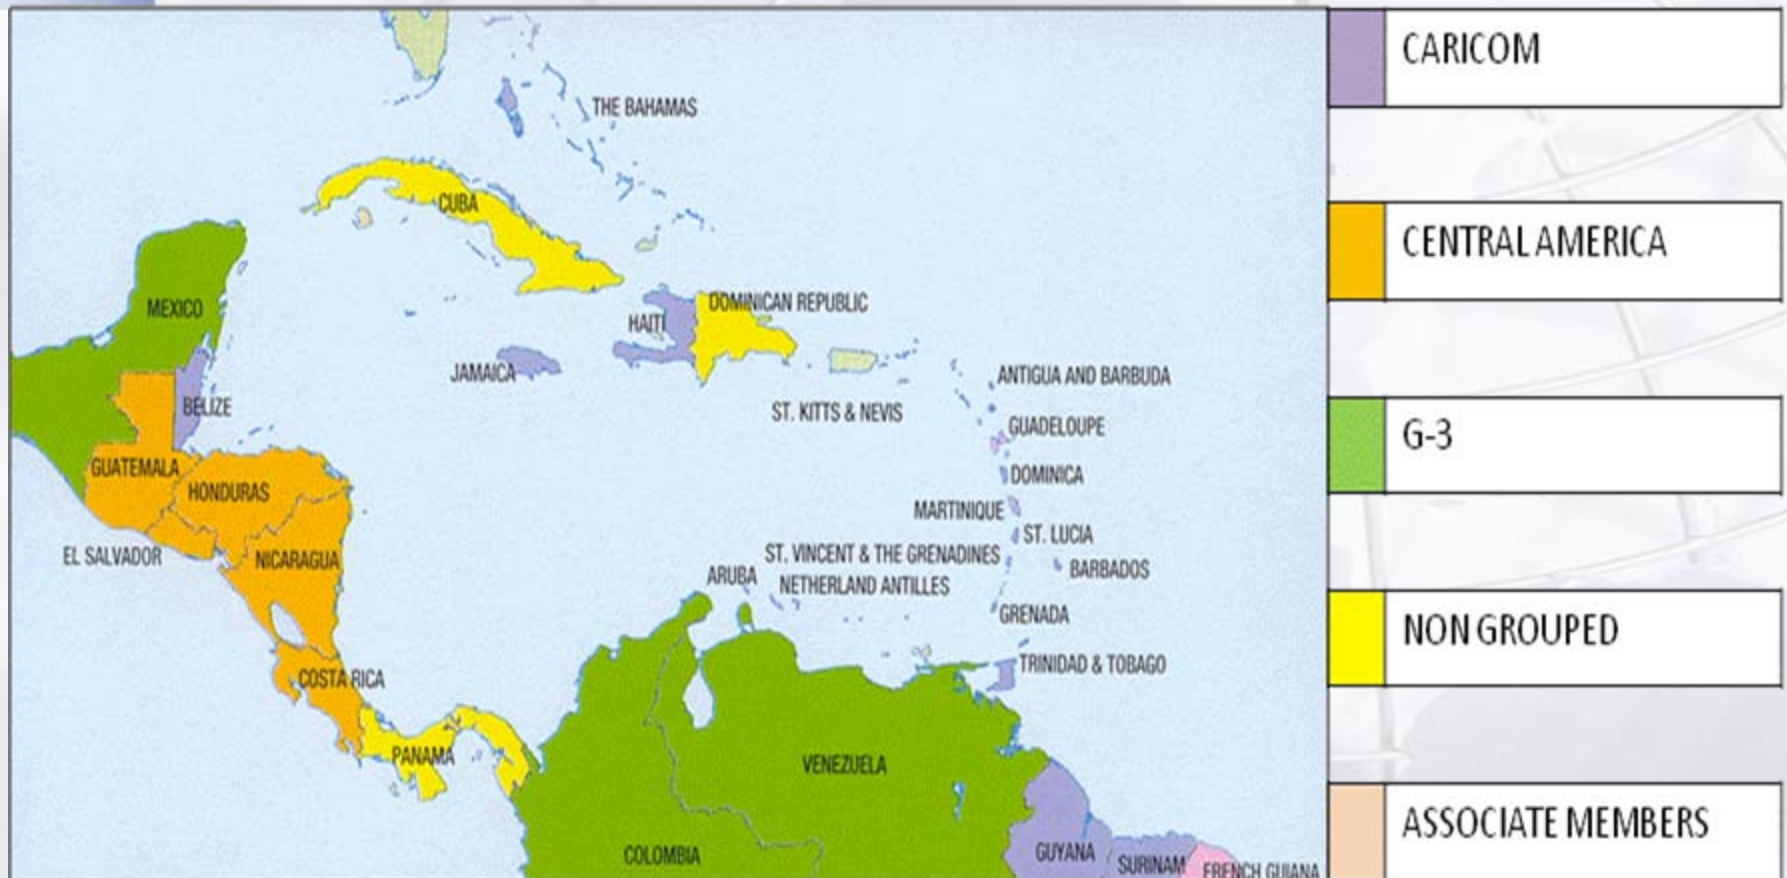 THE BAHAMAS
CUBA
MEXICO
DOMINICAN REPUBLIC
HAITI
JAMAICA
ANTIGUA AND BARBUDA
BELIZE
ST. KITTS & NEVIS
GUADELOUPE
GUATEMALA
DOMINICA
HONDURAS
MARTINIQUE
ST. LUCIA
EL SALVADOR
NICARAGUA
ST. VINCENT & THE GRENADINES
BARBADOS
ARUBA
NETHERLAND ANTILLES
GRENADA
TRINIDAD & TOBAGO
COSTA RICA
PANAMA
VENEZUELA
COLOMBIA
GUYANA
SURINAM
FRENCH GUIANA
CARICOM
CENTRAL AMERICA
G-3
NON GROUPED
ASSOCIATE MEMBERS